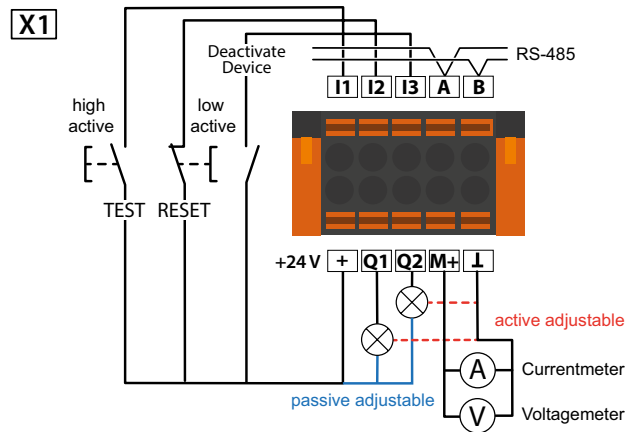 X1
Deactivate
Device
RS-485
I1 I2 I3 A B
high
active
low
active
TEST RESET
+24 V + Q1 Q2 M+ ⊥
active adjustable
A Currentmeter
passive adjustable
V Voltagemeter